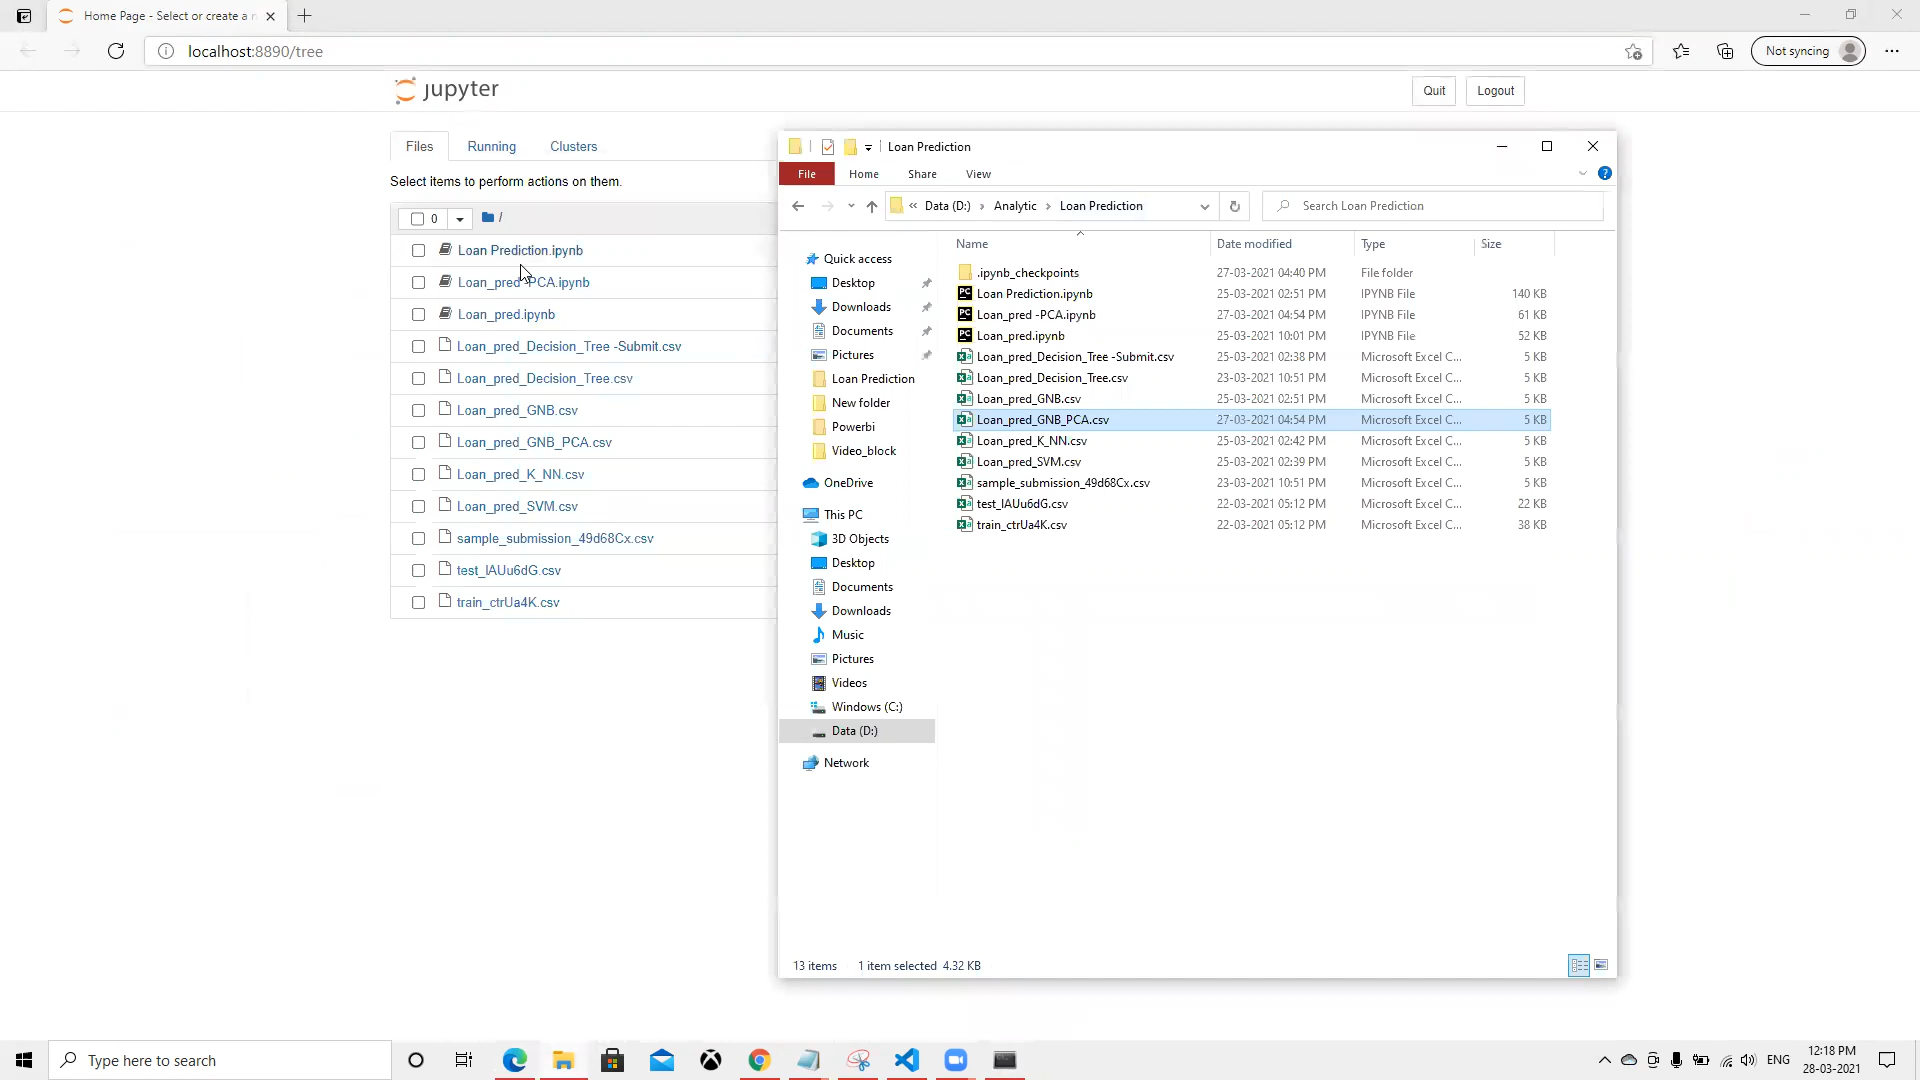 Home Page - Select or create a n
localhost:8890/tree
Not syncing
jupyter
Quit
Logout
Files
Running
Clusters
Select items to perform actions on them.
0
/
Loan Prediction.ipynb
Loan_pred -PCA.ipynb
Loan_pred.ipynb
Loan_pred_Decision_Tree -Submit.csv
Loan_pred_Decision_Tree.csv
Loan_pred_GNB.csv
Loan_pred_GNB_PCA.csv
Loan_pred_K_NN.csv
Loan_pred_SVM.csv
sample_submission_49d68Cx.csv
test_lAUu6dG.csv
train_ctrUa4K.csv
Loan Prediction
File Home Share View
« Data (D:) › Analytic › Loan Prediction
Search Loan Prediction
Quick access
Desktop
Downloads
Documents
Pictures
Loan Prediction
New folder
Powerbi
Video_block
OneDrive
This PC
3D Objects
Desktop
Documents
Downloads
Music
Pictures
Videos
Windows (C:)
Data (D:)
Network
Name Date modified Type Size
.ipynb_checkpoints 27-03-2021 04:40 PM File folder
Loan Prediction.ipynb 25-03-2021 02:51 PM IPYNB File 140 KB
Loan_pred -PCA.ipynb 27-03-2021 04:54 PM IPYNB File 61 KB
Loan_pred.ipynb 25-03-2021 10:01 PM IPYNB File 52 KB
Loan_pred_Decision_Tree -Submit.csv 25-03-2021 02:38 PM Microsoft Excel C... 5 KB
Loan_pred_Decision_Tree.csv 23-03-2021 10:51 PM Microsoft Excel C... 5 KB
Loan_pred_GNB.csv 25-03-2021 02:51 PM Microsoft Excel C... 5 KB
Loan_pred_GNB_PCA.csv 27-03-2021 04:54 PM Microsoft Excel C... 5 KB
Loan_pred_K_NN.csv 25-03-2021 02:42 PM Microsoft Excel C... 5 KB
Loan_pred_SVM.csv 25-03-2021 02:39 PM Microsoft Excel C... 5 KB
sample_submission_49d68Cx.csv 23-03-2021 10:51 PM Microsoft Excel C... 5 KB
test_lAUu6dG.csv 22-03-2021 05:12 PM Microsoft Excel C... 22 KB
train_ctrUa4K.csv 22-03-2021 05:12 PM Microsoft Excel C... 38 KB
13 items 1 item selected 4.32 KB
Type here to search
ENG
12:18 PM
28-03-2021